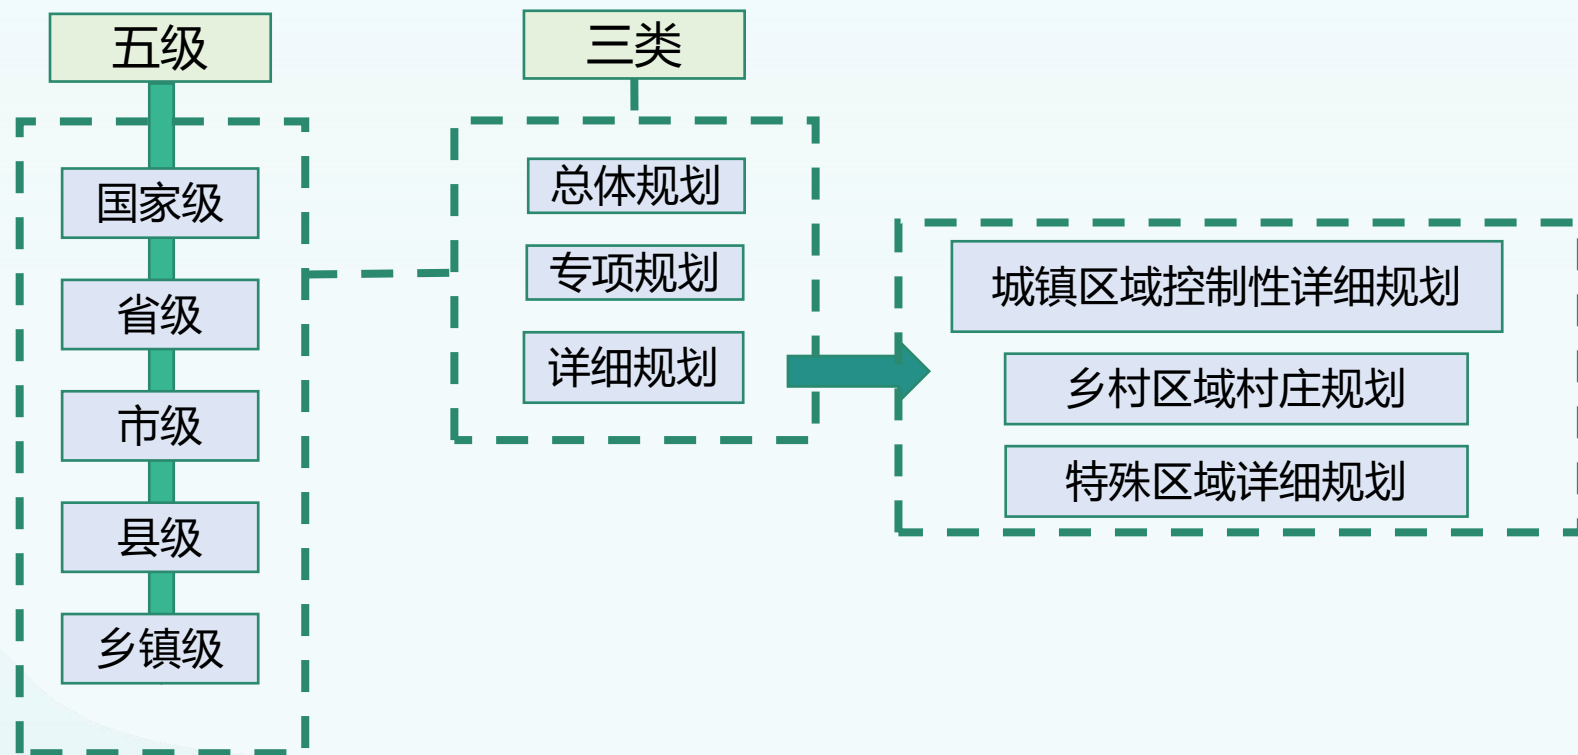 五级
国家级
省级
市级
县级
乡镇级
三类
总体规划
专项规划
详细规划
城镇区域控制性详细规划
乡村区域村庄规划
特殊区域详细规划